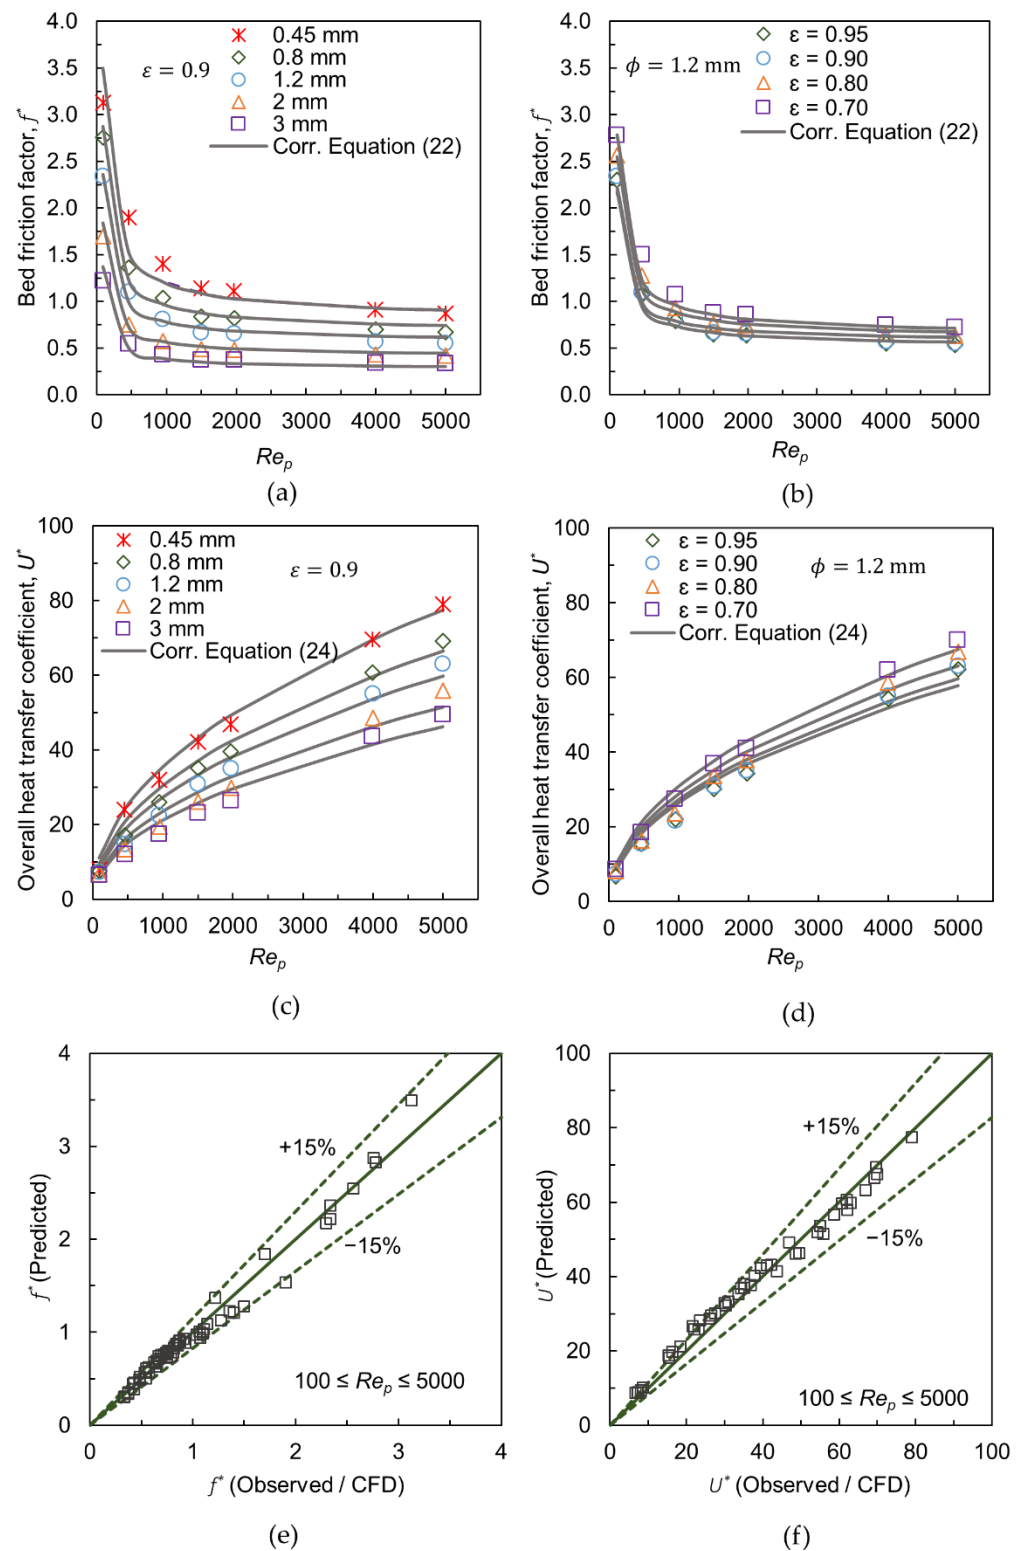 4.0
3.5
3.0
2.5
2.0
1.5
1.0
0.5
0.0
Bed friction factor, f*
0.45 mm
0.8 mm
1.2 mm
2 mm
3 mm
Corr. Equation (22)
ε = 0.9
0 1000 2000 3000 4000 5000
Re_p
(a)
4.0
3.5
3.0
2.5
2.0
1.5
1.0
0.5
0.0
Bed friction factor, f*
ε = 0.95
ε = 0.90
ε = 0.80
ε = 0.70
Corr. Equation (22)
ϕ = 1.2 mm
0 1000 2000 3000 4000 5000
Re_p
(b)
100
80
60
40
20
0
Overall heat transfer coefficient, U*
0.45 mm
0.8 mm
1.2 mm
2 mm
3 mm
Corr. Equation (24)
ε = 0.9
0 1000 2000 3000 4000 5000
Re_p
(c)
100
80
60
40
20
0
Overall heat transfer coefficient, U*
ε = 0.95
ε = 0.90
ε = 0.80
ε = 0.70
Corr. Equation (24)
ϕ = 1.2 mm
0 1000 2000 3000 4000 5000
Re_p
(d)
4
3
2
1
0
f* (Predicted)
+15%
−15%
100 ≤ Re_p ≤ 5000
0 1 2 3 4
f* (Observed / CFD)
(e)
100
80
60
40
20
0
U* (Predicted)
+15%
−15%
100 ≤ Re_p ≤ 5000
0 20 40 60 80 100
U* (Observed / CFD)
(f)